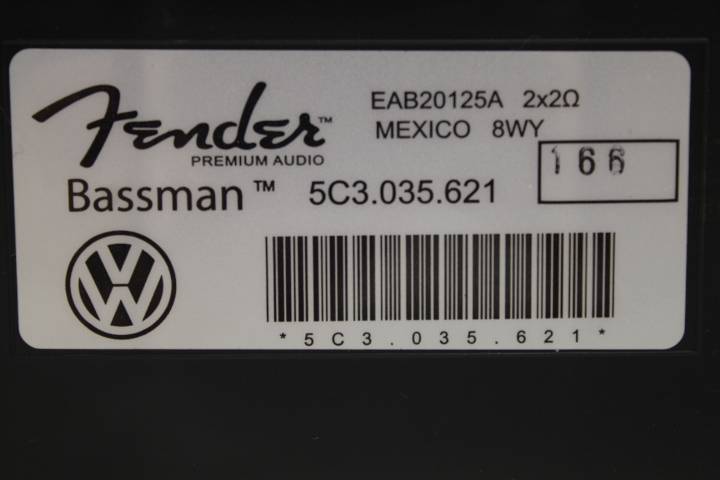 Fender™
PREMIUM AUDIO
EAB20125A 2x2Ω
MEXICO 8WY
166
Bassman™ 5C3.035.621
*5C3.035.621*